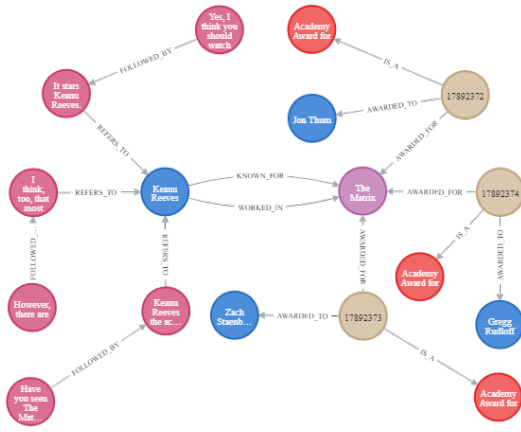 Yes, I
think you
should
watch
Academy
Award for
FOLLOWED_BY
IS_A
It stars
Keanu
Reeves.
17892372
Jon Thum
AWARDED_TO
REFERS_TO
AWARDED_FOR
I
think,
too, that
most
REFERS_TO
Keanu
Reeves
KNOWN_FOR
WORKED_IN
The
Matrix
AWARDED_FOR
17892374
FOLLOWED_...
REFERS_TO
AWARDED_FOR
IS_A
AWARDED_TO
Academy
Award for
However,
there are
Keanu
Reeves
the ac...
Zach
Staenb...
AWARDED_TO
17892373
Gregg
Rudloff
FOLLOWED_BY
IS_A
Have
you seen
The
Mat...
Academy
Award for